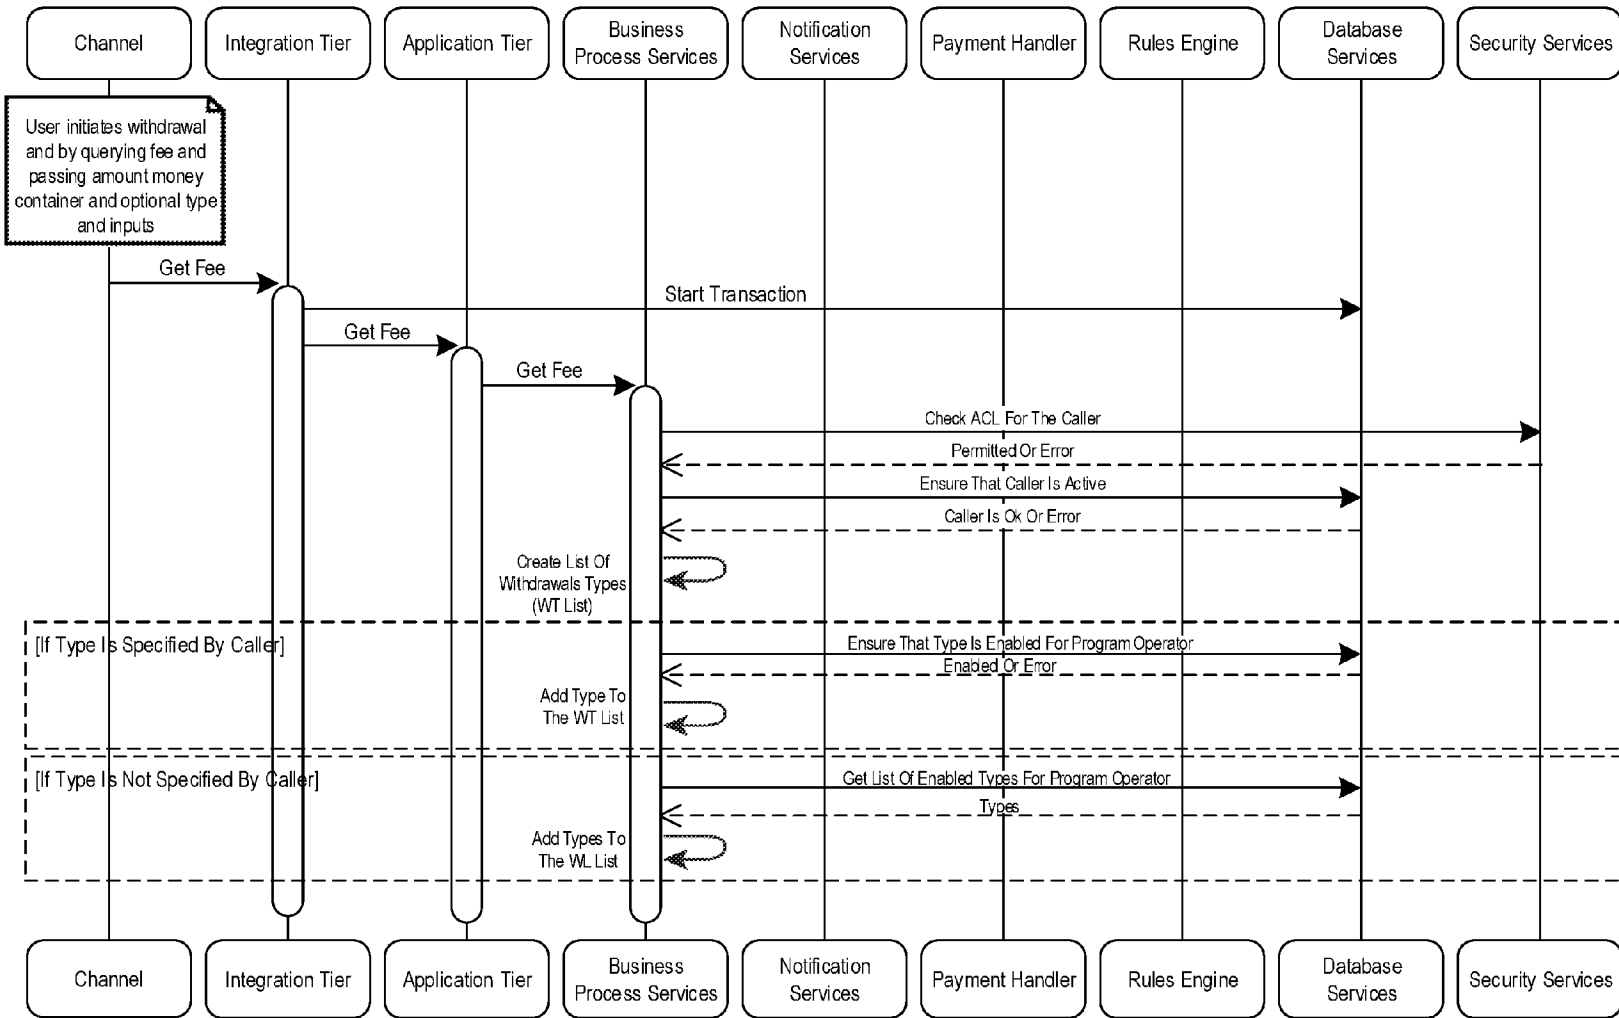 Channel
Integration Tier
Application Tier
Business
Process Services
Notification
Services
Payment Handler
Rules Engine
Database
Services
Security Services
User initiates withdrawal
and by querying fee and
passing amount money
container and optional type
and inputs
Get Fee
Start Transaction
Get Fee
Get Fee
Check ACL For The Caller
Permitted Or Error
Ensure That Caller Is Active
Caller Is Ok Or Error
Create List Of
Withdrawals Types
(WT List)
[If Type Is Specified By Caller]
Ensure That Type Is Enabled For Program Operator
Enabled Or Error
Add Type To
The WT List
[If Type Is Not Specified By Caller]
Get List Of Enabled Types For Program Operator
Types
Add Types To
The WL List
Channel
Integration Tier
Application Tier
Business
Process Services
Notification
Services
Payment Handler
Rules Engine
Database
Services
Security Services